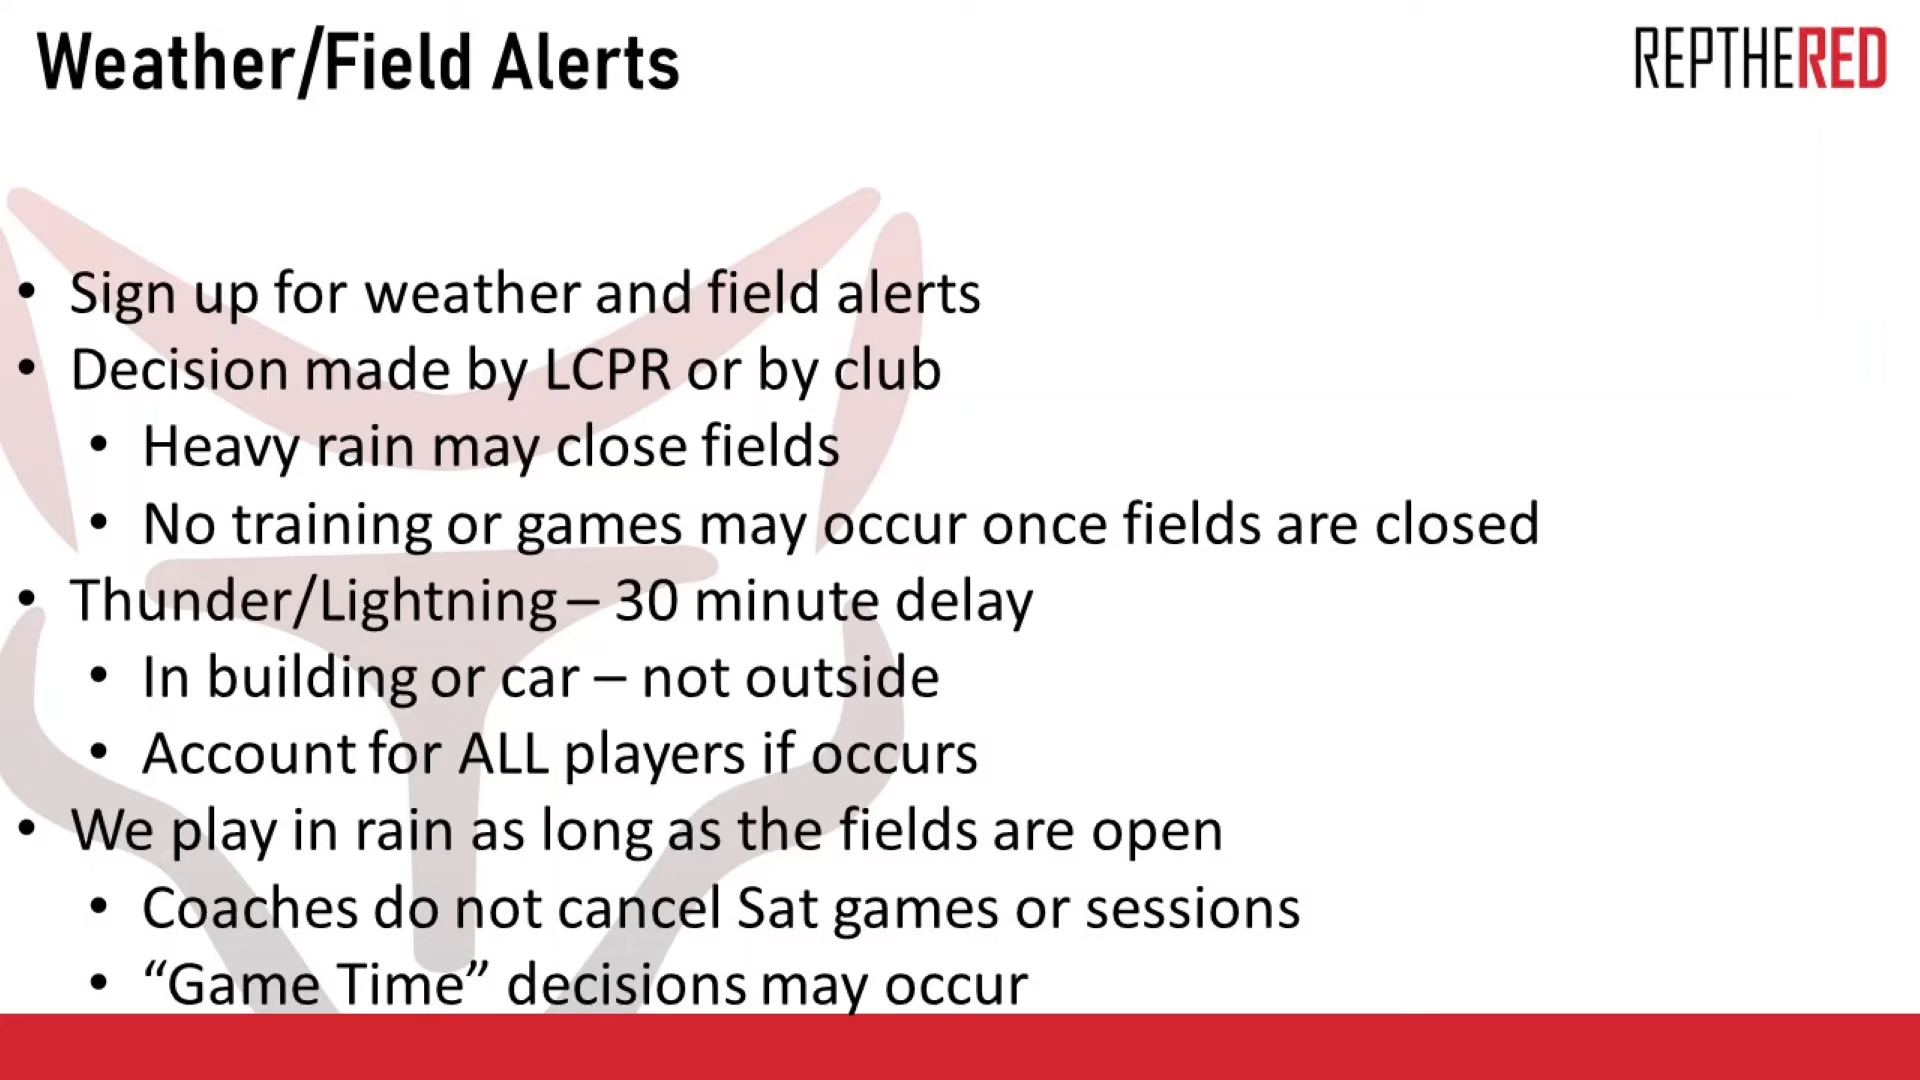 Weather/Field Alerts
REPTHERED
• Sign up for weather and field alerts
• Decision made by LCPR or by club
• Heavy rain may close fields
• No training or games may occur once fields are closed
• Thunder/Lightning – 30 minute delay
• In building or car – not outside
• Account for ALL players if occurs
• We play in rain as long as the fields are open
• Coaches do not cancel Sat games or sessions
• “Game Time” decisions may occur